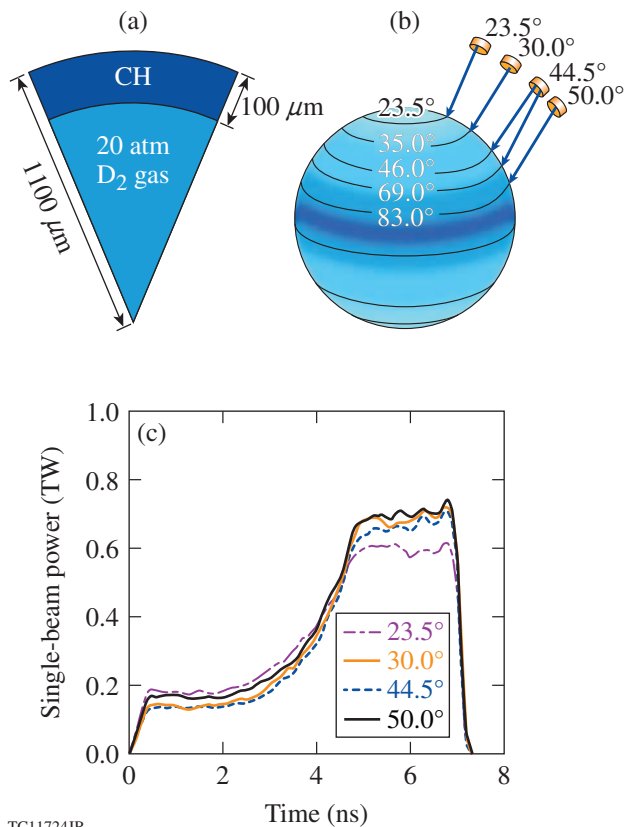 (a)
CH
100 μm
20 atm
D₂ gas
1100 μm
(b)
23.5°
30.0°
44.5°
50.0°
23.5°
35.0°
46.0°
69.0°
83.0°
(c)
Single-beam power (TW)
1.0
0.8
0.6
0.4
0.2
0.0
23.5°
30.0°
44.5°
50.0°
0 2 4 6 8
Time (ns)
TC11724JR